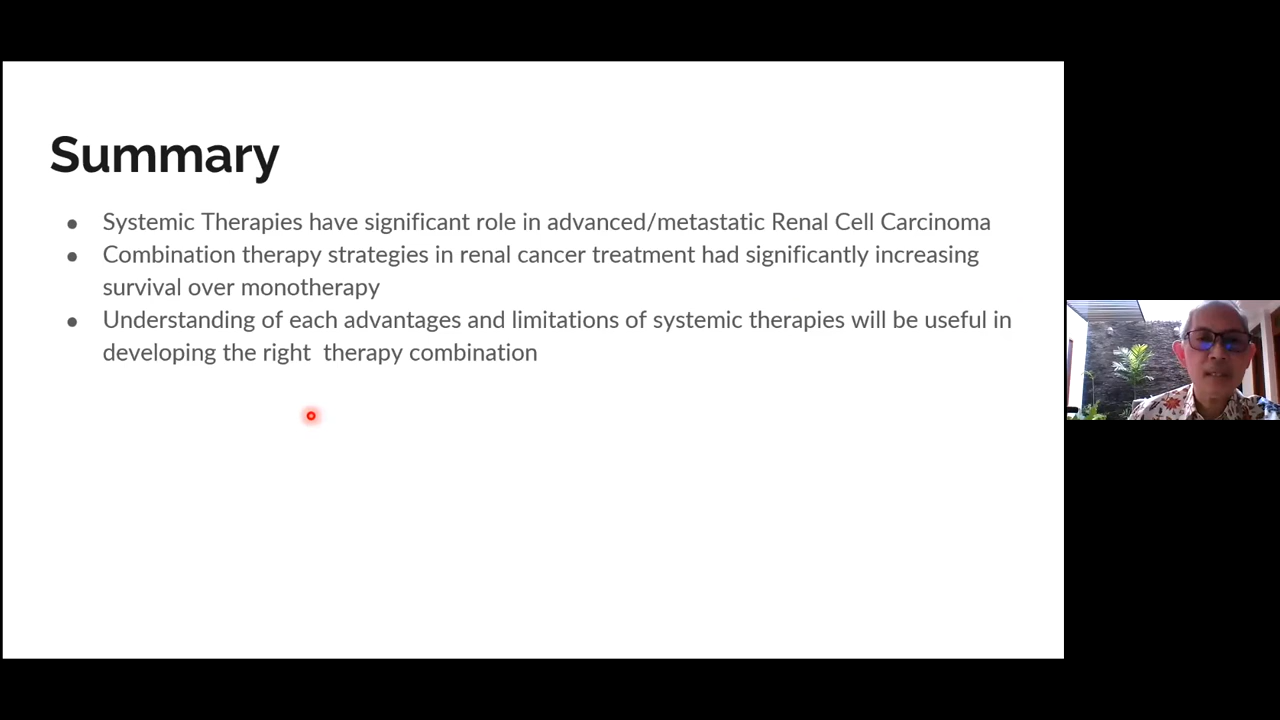 Summary
● Systemic Therapies have significant role in advanced/metastatic Renal Cell Carcinoma
● Combination therapy strategies in renal cancer treatment had significantly increasing
survival over monotherapy
● Understanding of each advantages and limitations of systemic therapies will be useful in
developing the right  therapy combination